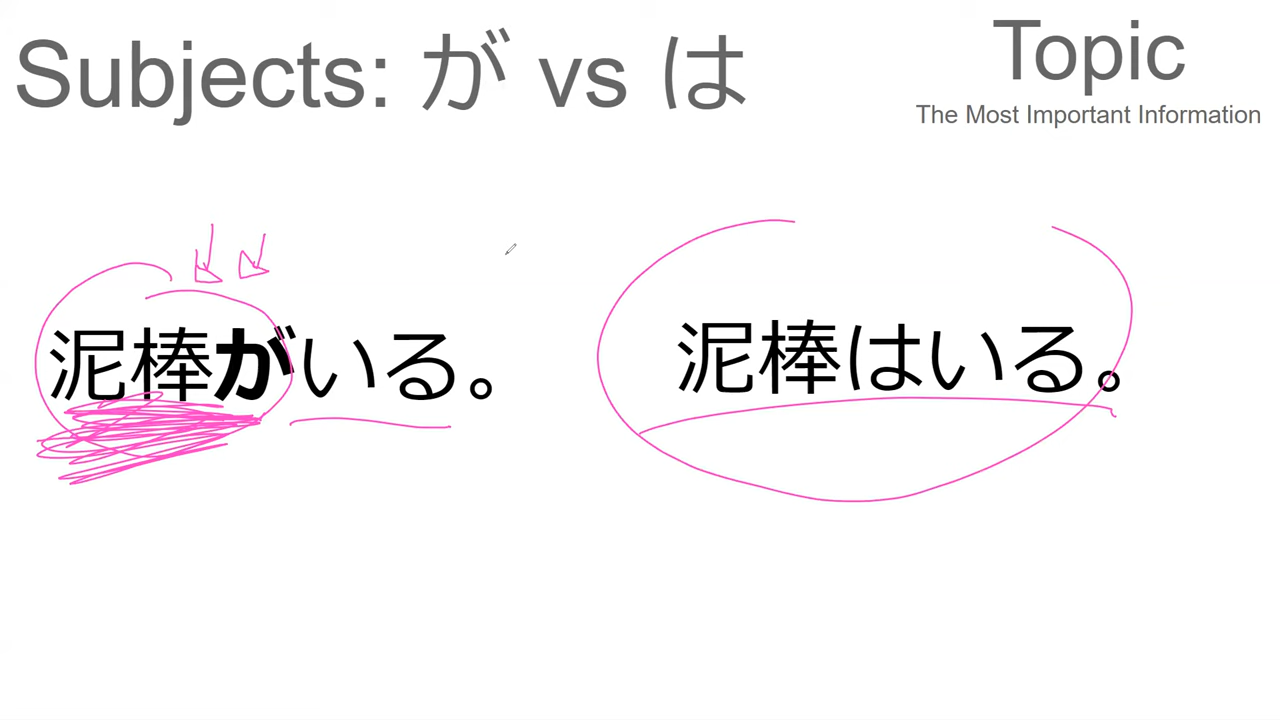 Subjects: が vs は
Topic
The Most Important Information
泥棒がいる。
泥棒はいる。